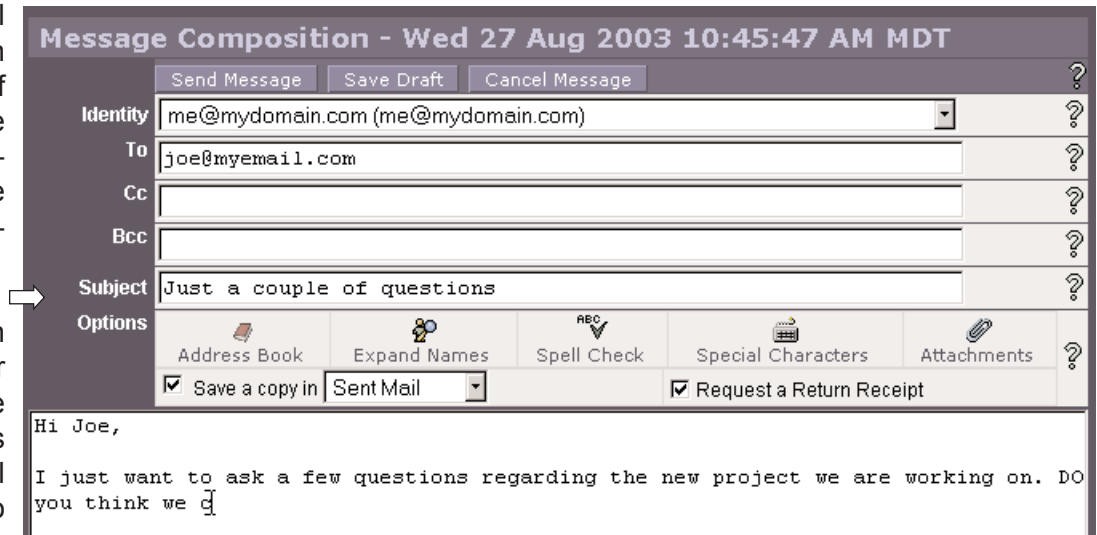 Message Composition - Wed 27 Aug 2003 10:45:47 AM MDT
Send Message Save Draft Cancel Message ?
Identity me@mydomain.com (me@mydomain.com) ?
To joe@myemail.com ?
Cc ?
Bcc ?
Subject Just a couple of questions ?
Options
ABC
Address Book Expand Names Spell Check Special Characters Attachments ?
Save a copy in Sent Mail Request a Return Receipt
Hi Joe,
I just want to ask a few questions regarding the new project we are working on. DO
you think we